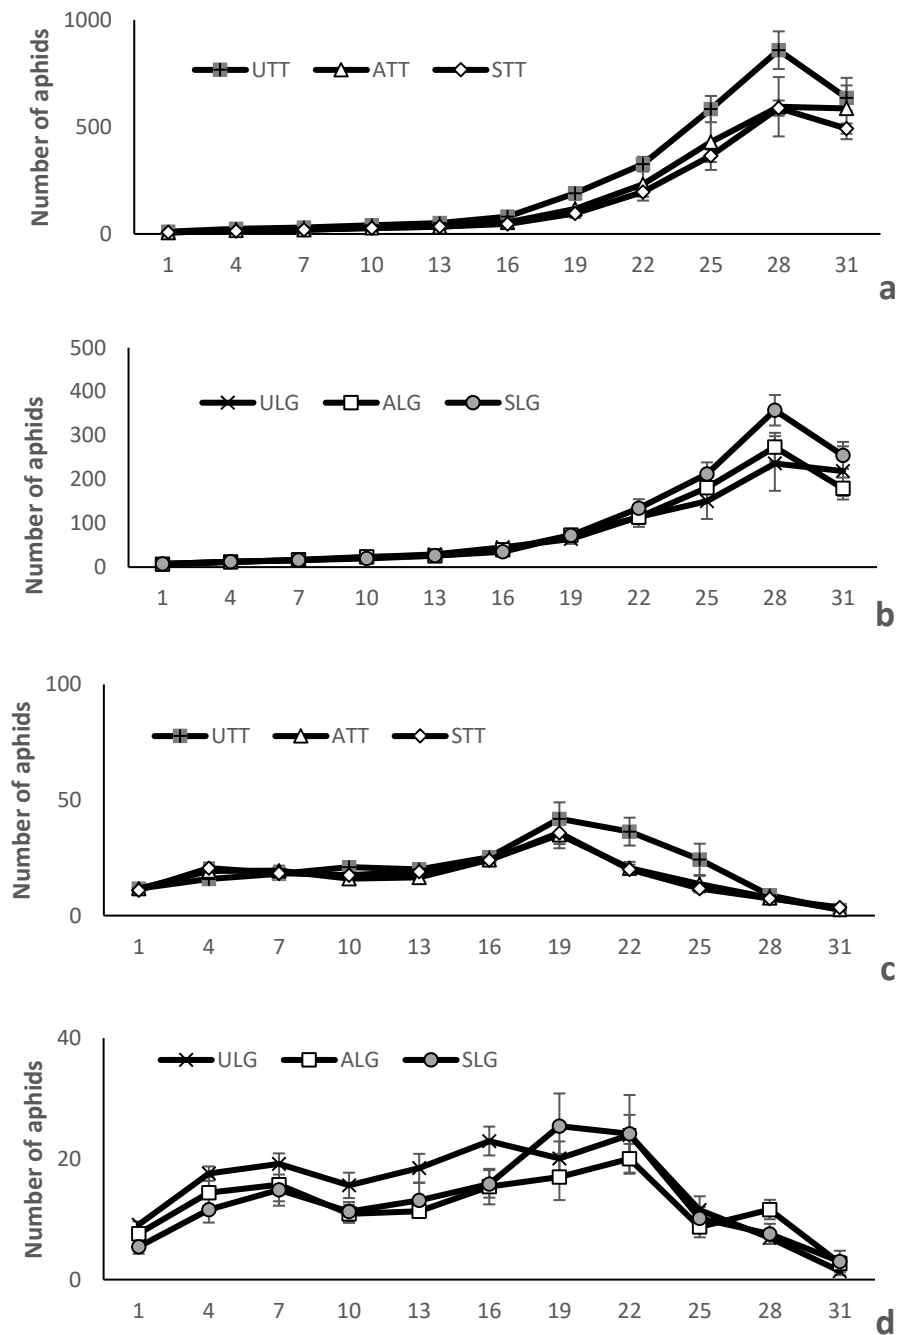 1000
500
0
Number of aphids
UTT ATT STT
1 4 7 10 13 16 19 22 25 28 31
a
500
400
300
200
100
0
Number of aphids
ULG ALG SLG
1 4 7 10 13 16 19 22 25 28 31
b
100
50
0
Number of aphids
UTT ATT STT
1 4 7 10 13 16 19 22 25 28 31
c
40
20
0
Number of aphids
ULG ALG SLG
1 4 7 10 13 16 19 22 25 28 31
d